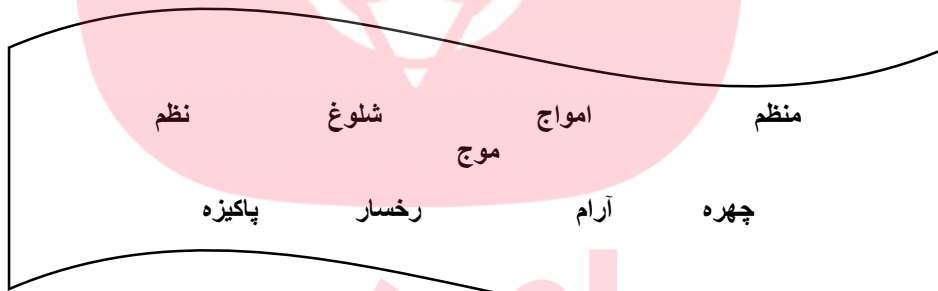 منظم امواج شلوغ نظم
موج
چهره آرام رخسار پاکیزه